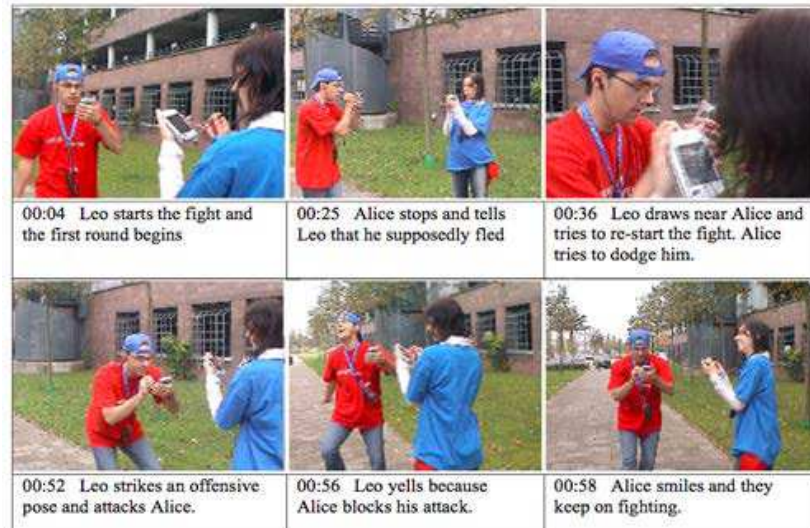 00:04 Leo starts the fight and
the first round begins
00:25 Alice stops and tells
Leo that he supposedly fled
00:36 Leo draws near Alice and
tries to re-start the fight. Alice
tries to dodge him.
00:52 Leo strikes an offensive
pose and attacks Alice.
00:56 Leo yells because
Alice blocks his attack.
00:58 Alice smiles and they
keep on fighting.